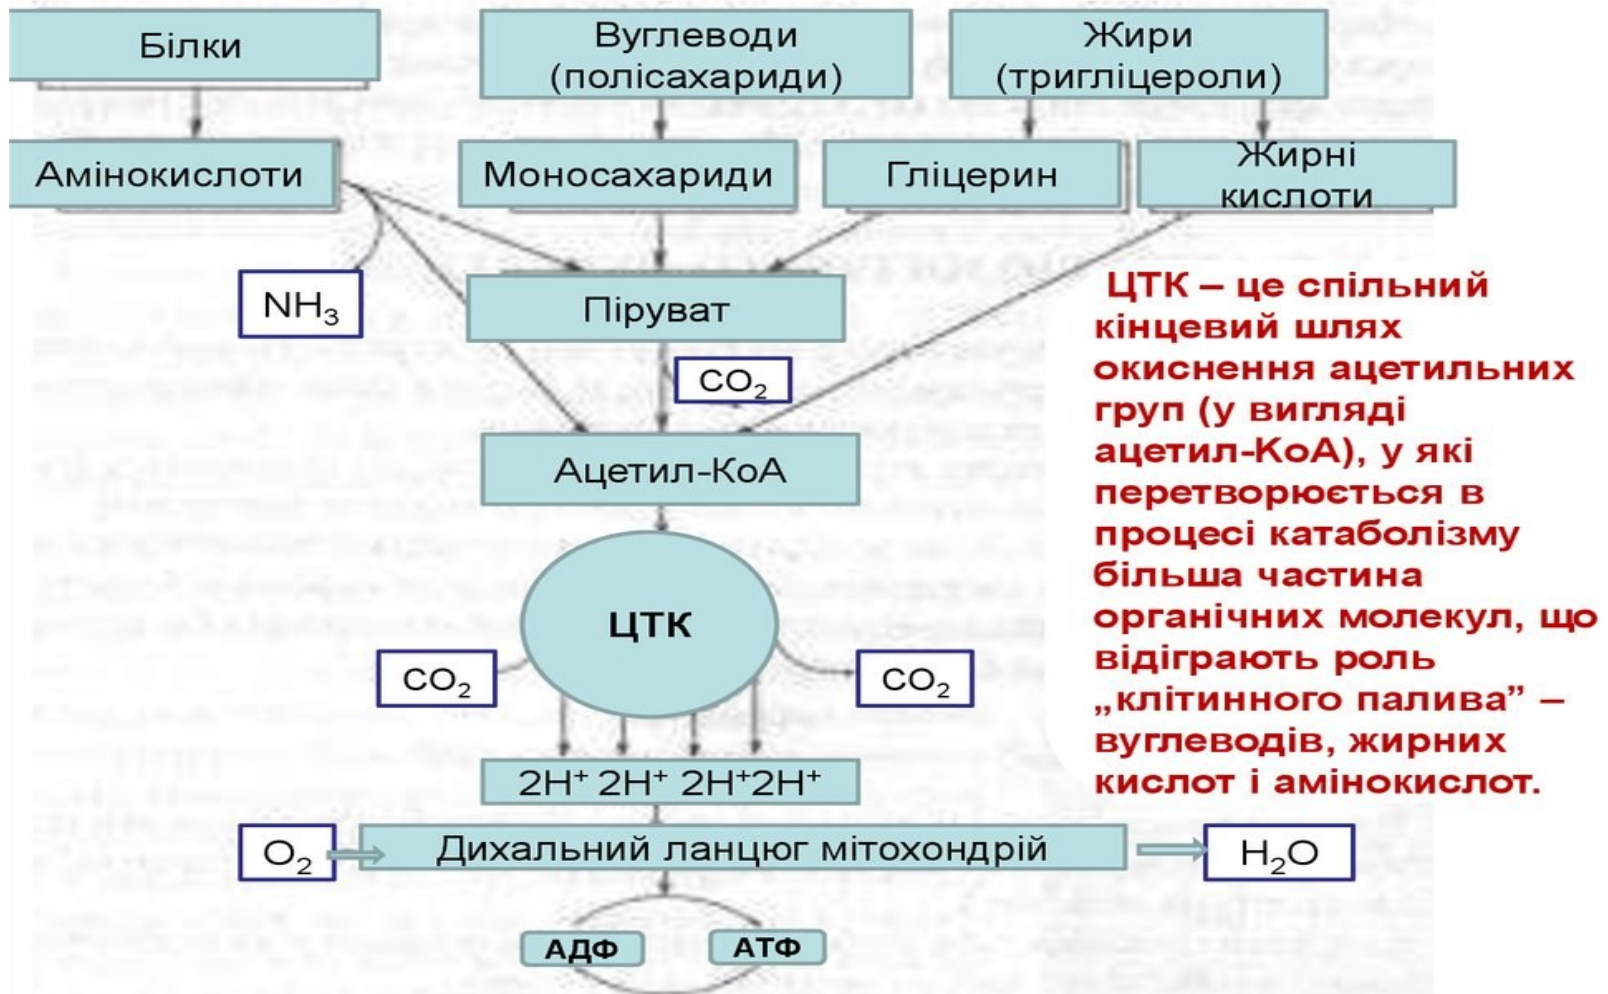 Білки
Вуглеводи
(полісахариди)
Жири
(тригліцероли)
Амінокислоти
Моносахариди
Гліцерин
Жирні
кислоти
NH₃
Піруват
CO₂
Ацетил-КоА
ЦТК
CO₂
CO₂
2H⁺ 2H⁺ 2H⁺2H⁺
O₂
Дихальний ланцюг мітохондрій
H₂O
АДФ
АТФ
ЦТК – це спільний
кінцевий шлях
окиснення ацетильних
груп (у вигляді
ацетил-КоА), у які
перетворюється в
процесі катаболізму
більша частина
органічних молекул, що
відіграють роль
„клітинного палива” –
вуглеводів, жирних
кислот і амінокислот.